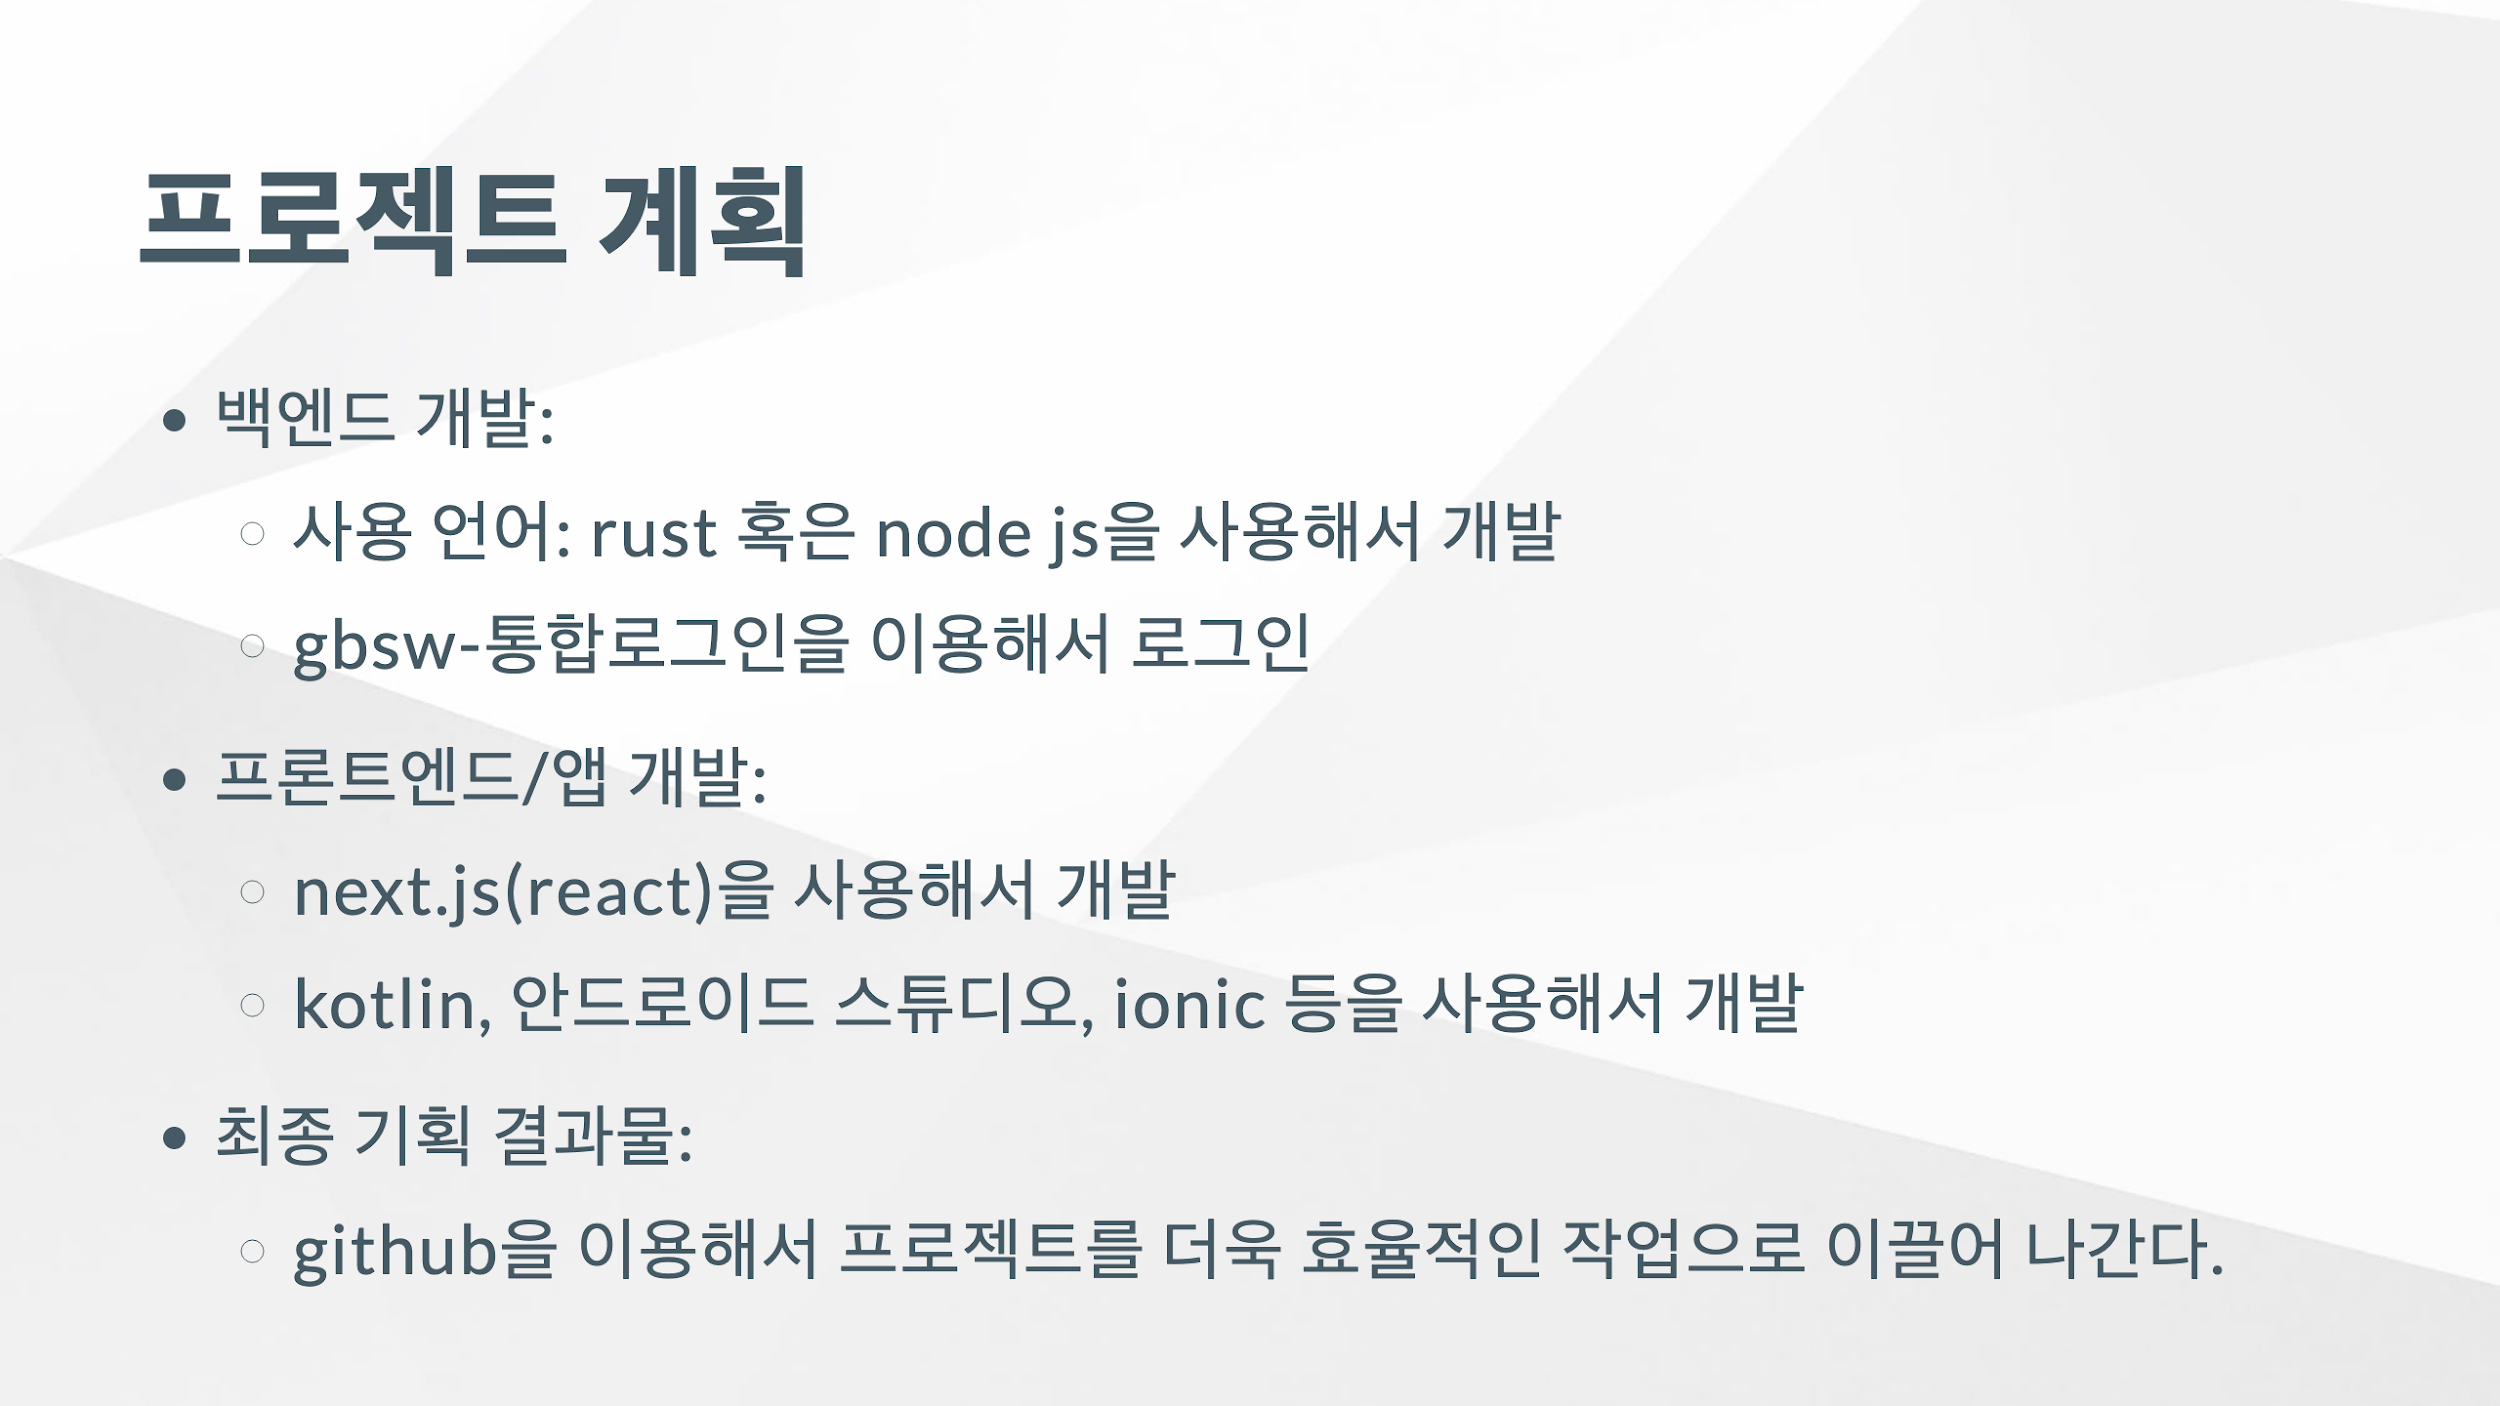 프로젝트 계획
백엔드 개발:
사용 언어: rust 혹은 node js을 사용해서 개발
gbsw-통합로그인을 이용해서 로그인
프론트엔드/앱 개발:
next.js(react)을 사용해서 개발
kotlin, 안드로이드 스튜디오, ionic 등을 사용해서 개발
최종 기획 결과물:
github을 이용해서 프로젝트를 더욱 효율적인 작업으로 이끌어 나간다.